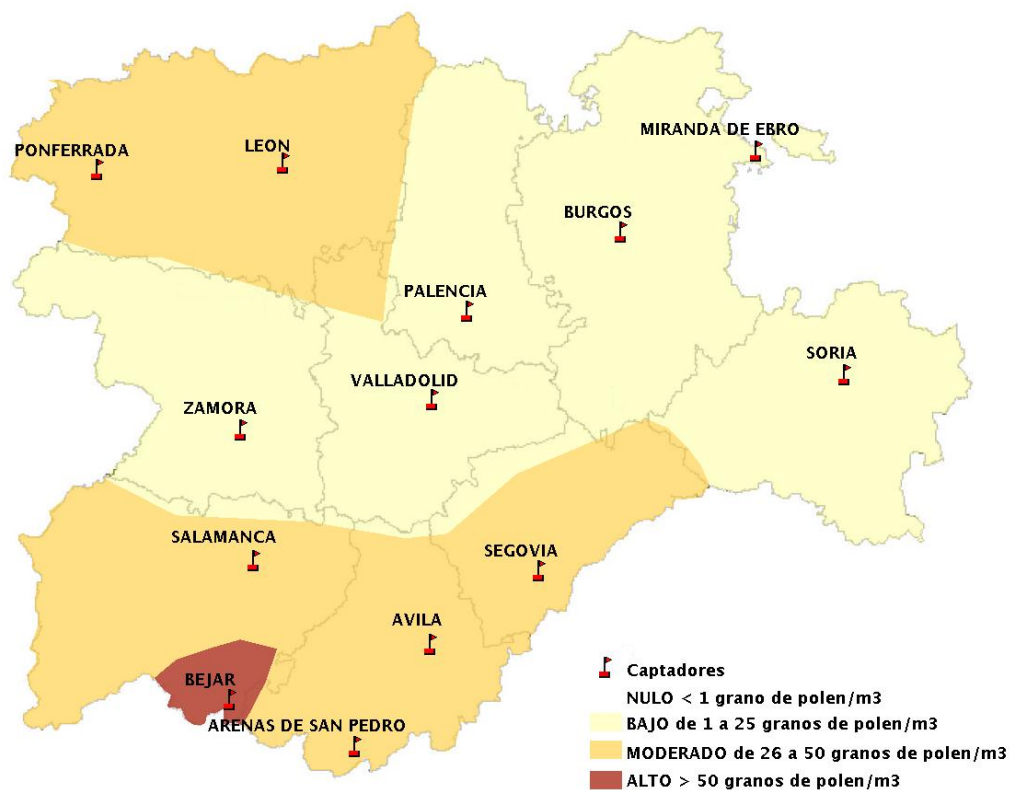 MIRANDA DE EBRO
PONFERRADA
LEON
BURGOS
PALENCIA
SORIA
VALLADOLID
ZAMORA
SALAMANCA
SEGOVIA
AVILA
BEJAR
ARENAS DE SAN PEDRO
Captadores
NULO < 1 grano de polen/m3
BAJO de 1 a 25 granos de polen/m3
MODERADO de 26 a 50 granos de polen/m3
ALTO > 50 granos de polen/m3